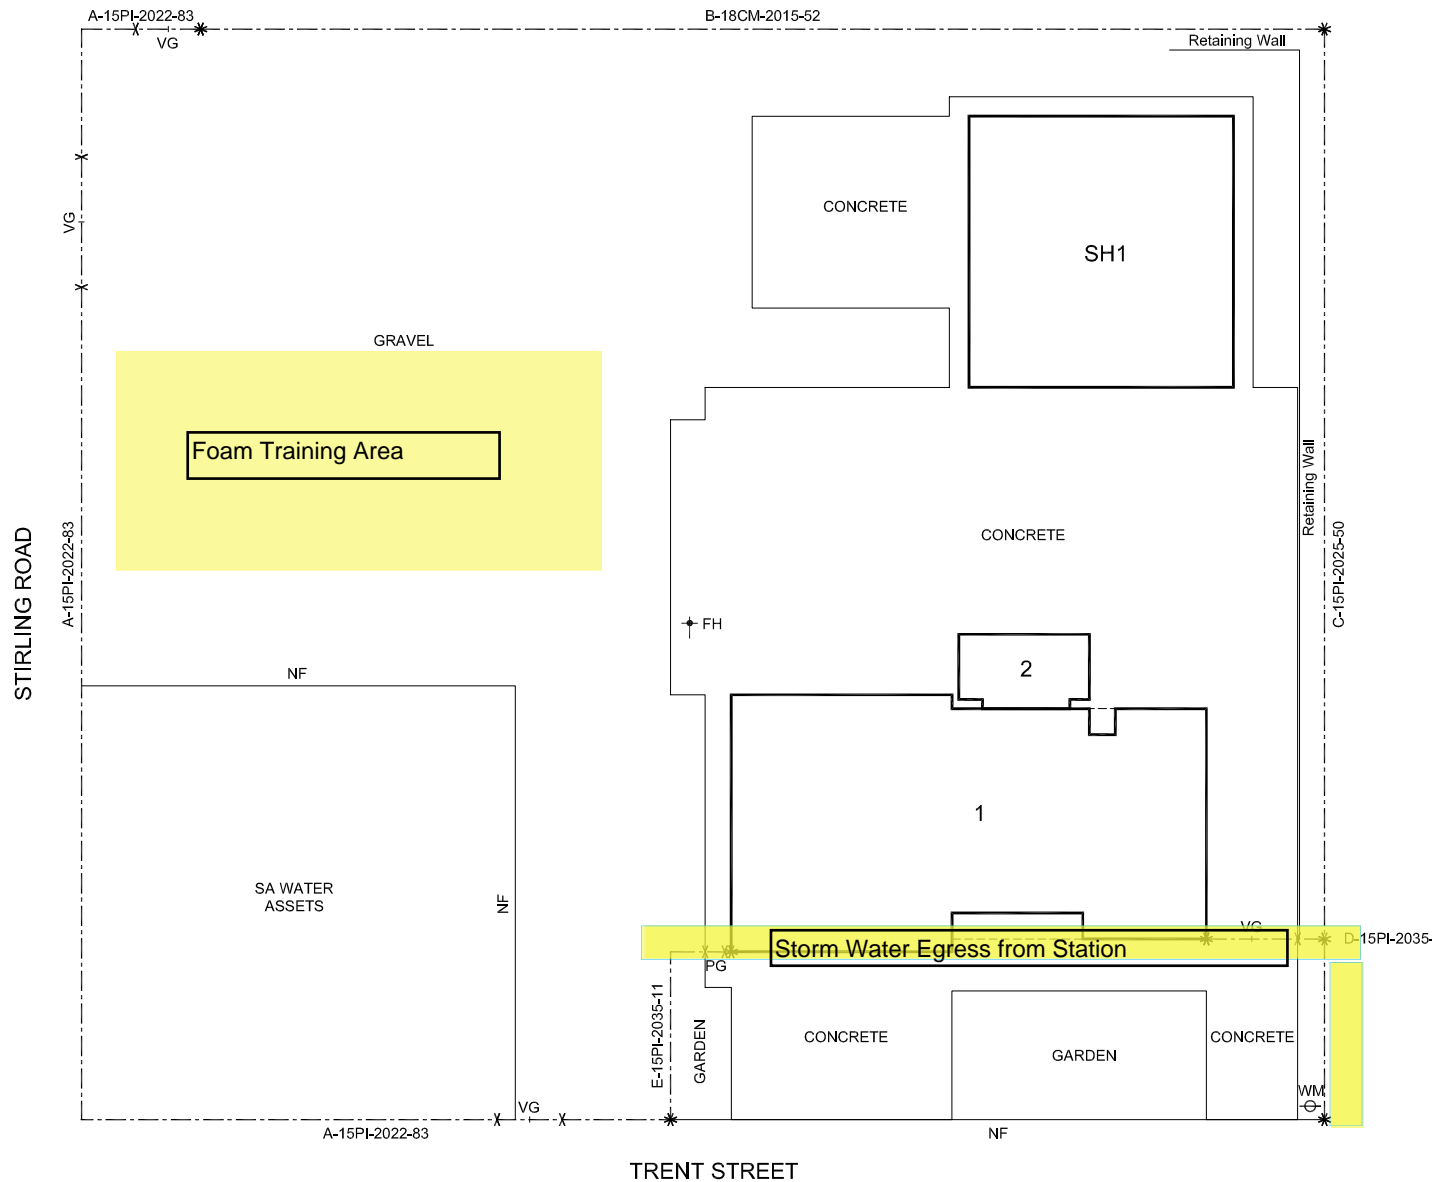 A-15PI-2022-83
B-18CM-2015-52
VG
Retaining Wall
CONCRETE
VG
SH1
GRAVEL
Foam Training Area
Retaining Wall
CONCRETE
A-15PI-2022-83
C-15PI-2025-50
STIRLING ROAD
FH
NF
2
1
SA WATER
ASSETS
NF
VG
Storm Water Egress from Station
D-15PI-2035-
PG
E-15PI-2035-11
GARDEN
CONCRETE
GARDEN
CONCRETE
WM
VG
A-15PI-2022-83
NF
TRENT STREET